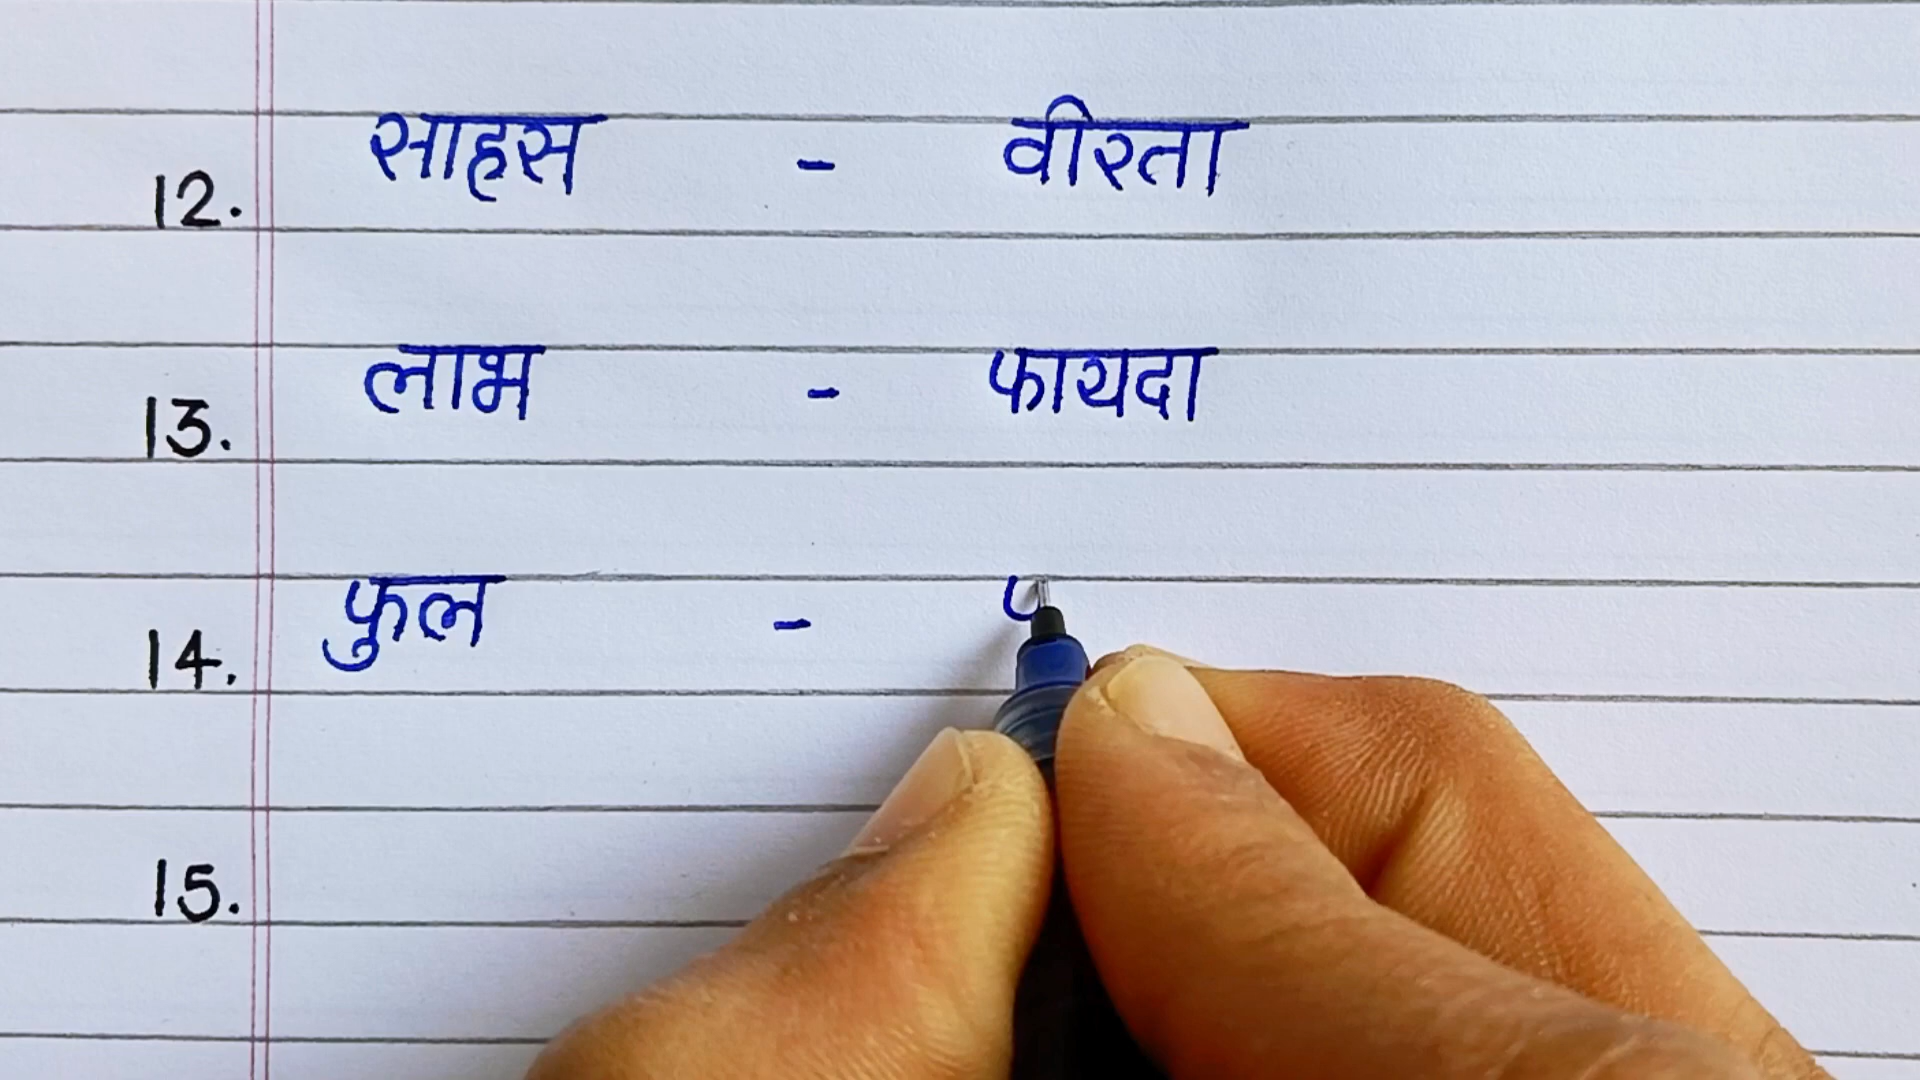 12. साहस - वीरता
13. लाभ - फायदा
14. फुल -
15.